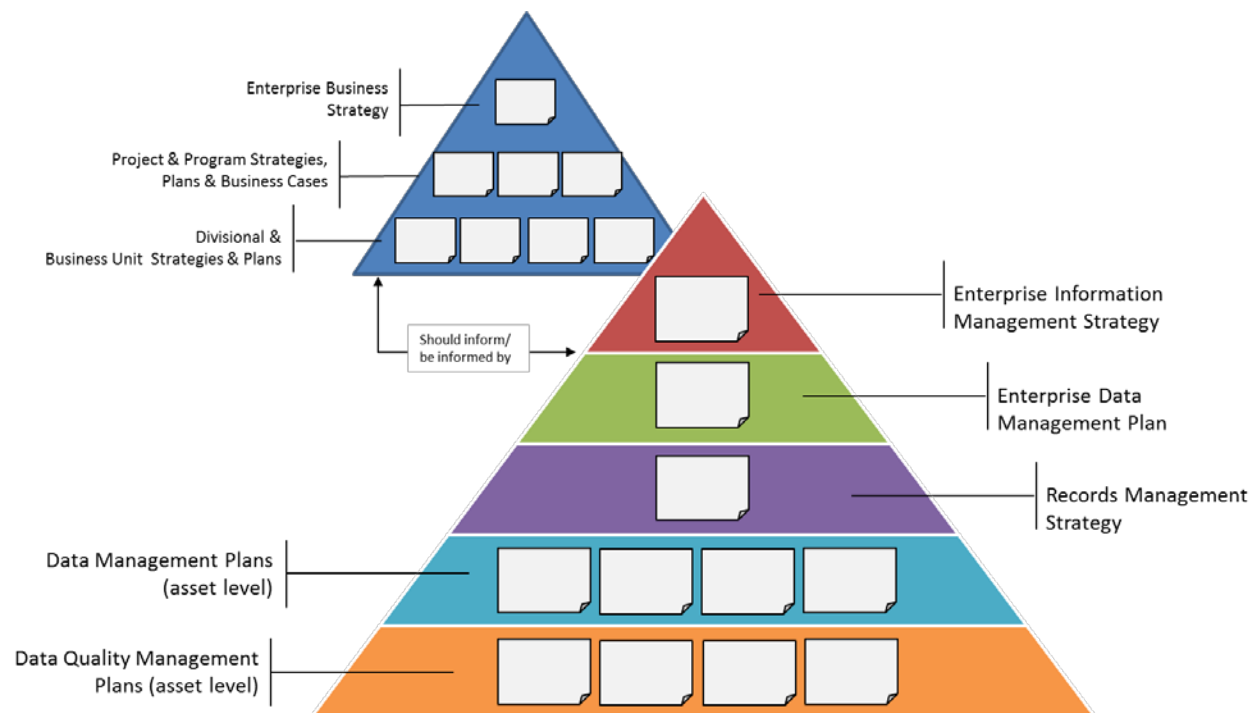 Enterprise Business
Strategy
Project & Program Strategies,
Plans & Business Cases
Divisional &
Business Unit Strategies & Plans
Should inform/
be informed by
Enterprise Information
Management Strategy
Enterprise Data
Management Plan
Records Management
Strategy
Data Management Plans
(asset level)
Data Quality Management
Plans (asset level)